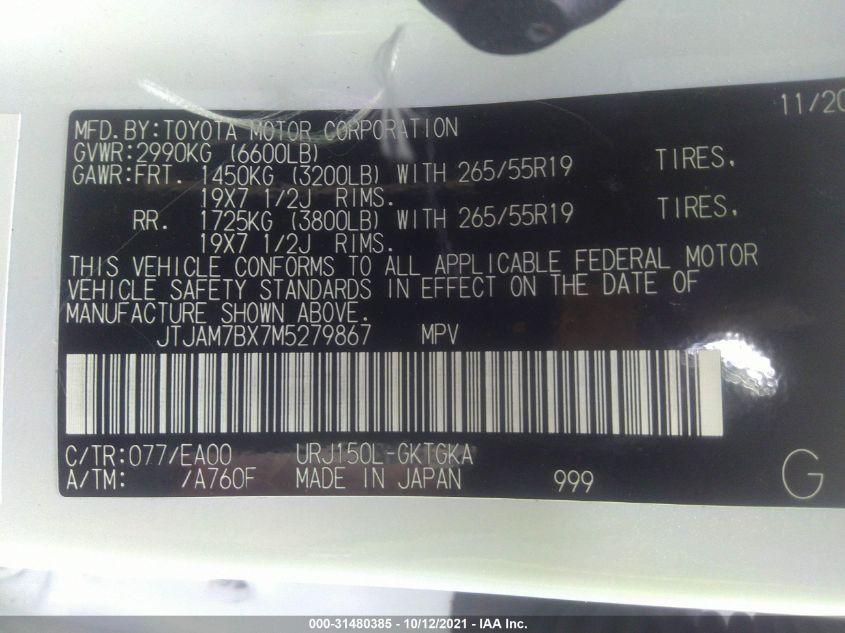 11/20
MFD.BY:TOYOTA MOTOR CORPORATION
GVWR:2990KG (6600LB)
GAWR:FRT. 1450KG (3200LB) WITH 265/55R19 TIRES,
19X7 1/2J RIMS.
RR. 1725KG (3800LB) WITH 265/55R19 TIRES,
19X7 1/2J RIMS.
THIS VEHICLE CONFORMS TO ALL APPLICABLE FEDERAL MOTOR
VEHICLE SAFETY STANDARDS IN EFFECT ON THE DATE OF
MANUFACTURE SHOWN ABOVE.
JTJAM7BX7M5279867 MPV
C/TR:077/EA00 URJ150L-GKTGKA
A/TM: /A760F MADE IN JAPAN 999
G
000-31480385 - 10/12/2021 - IAA Inc.